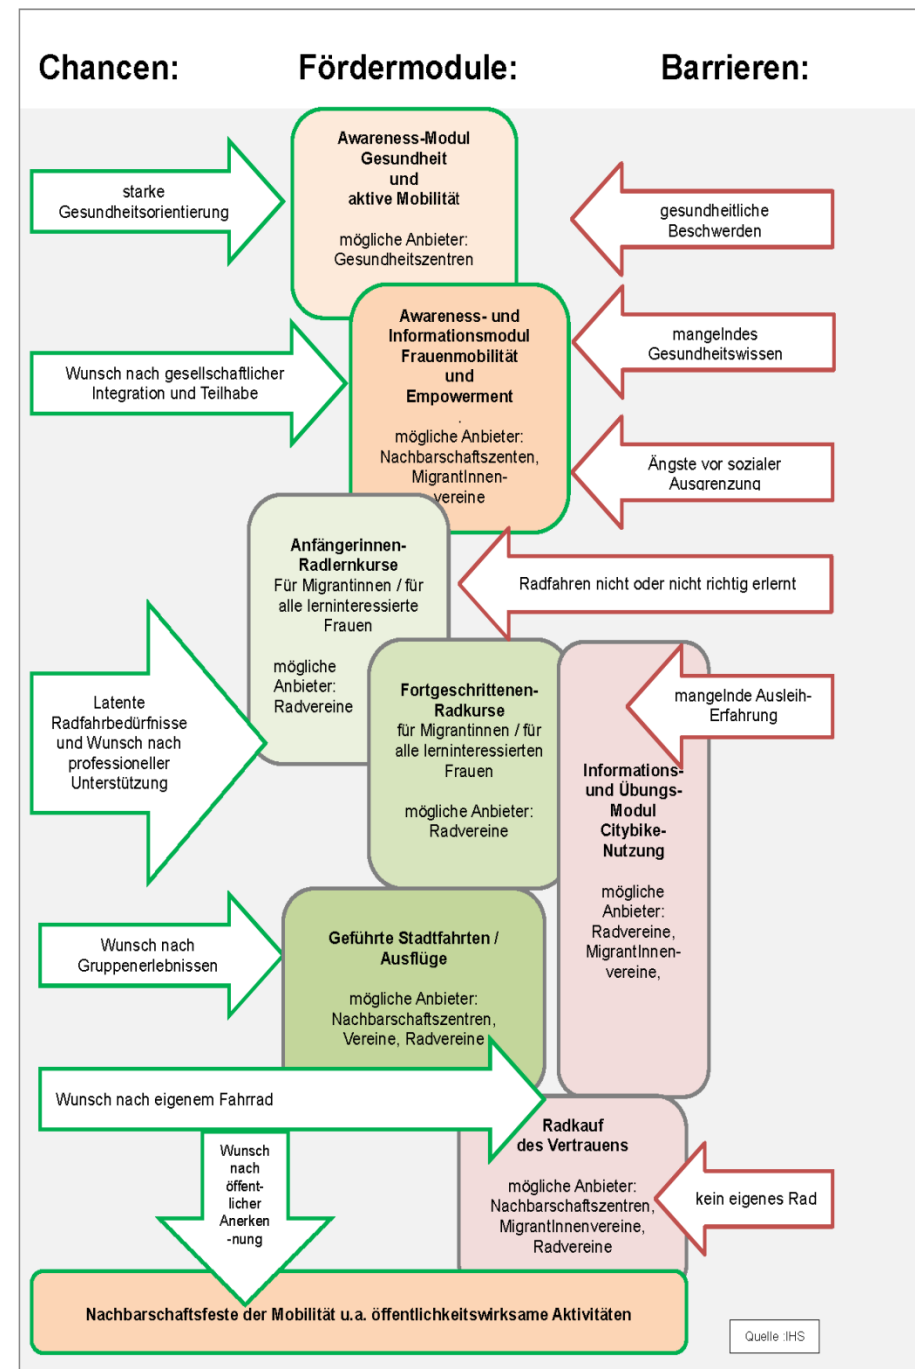 Chancen:
Fördermodule:
Barrieren:
Awareness-Modul
Gesundheit
und
aktive Mobilität
mögliche Anbieter:
Gesundheitszentren
starke
Gesundheitsorientierung
gesundheitliche
Beschwerden
Awareness- und
Informationsmodul
Frauenmobilität
und
Empowerment
.
mögliche Anbieter:
Nachbarschaftszenten,
MigrantInnen-
vereine
Wunsch nach gesellschaftlicher
Integration und Teilhabe
mangelndes
Gesundheitswissen
Ängste vor sozialer
Ausgrenzung
Anfängerinnen-
Radlernkurse
Für Migrantinnen / für
alle lerninteressierte
Frauen
mögliche
Anbieter:
Radvereine
Radfahren nicht oder nicht richtig erlernt
Latente
Radfahrbedürfnisse
und Wunsch nach
professioneller
Unterstützung
Fortgeschrittenen-
Radkurse
für Migrantinnen / für
alle lerninteressierten
Frauen
mögliche Anbieter:
Radvereine
mangelnde Ausleih-
Erfahrung
Informations-
und Übungs-
Modul
Citybike-
Nutzung
mögliche
Anbieter:
Radvereine,
MigrantInnen-
vereine,
Wunsch nach
Gruppenerlebnissen
Geführte Stadtfahrten /
Ausflüge
mögliche Anbieter:
Nachbarschaftszentren,
Vereine, Radvereine
Wunsch nach eigenem Fahrrad
Radkauf
des Vertrauens
mögliche Anbieter:
Nachbarschaftszentren,
MigrantInnenvereine,
Radvereine
kein eigenes Rad
Wunsch
nach
öffent-
licher
Anerken
-nung
Nachbarschaftsfeste der Mobilität u.a. öffentlichkeitswirksame Aktivitäten
Quelle :IHS